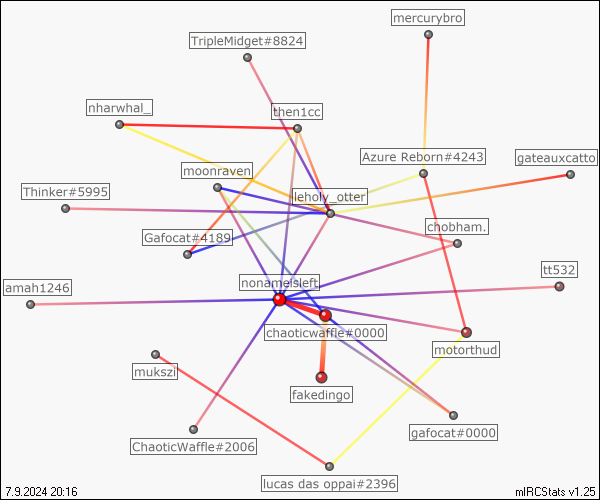 mercurybro
TripleMidget#8824
nharwhal_
then1cc
Azure Reborn#4243
gateauxcatto
moonraven
Thinker#5995
leholy_otter
chobham.
Gafocat#4189
tt532
nonameisleft
amah1246
chaoticwaffle#0000
motorthud
mukszi
fakedingo
gafocat#0000
ChaoticWaffle#2006
lucas das oppai#2396
7.9.2024 20:16
mIRCStats v1.25